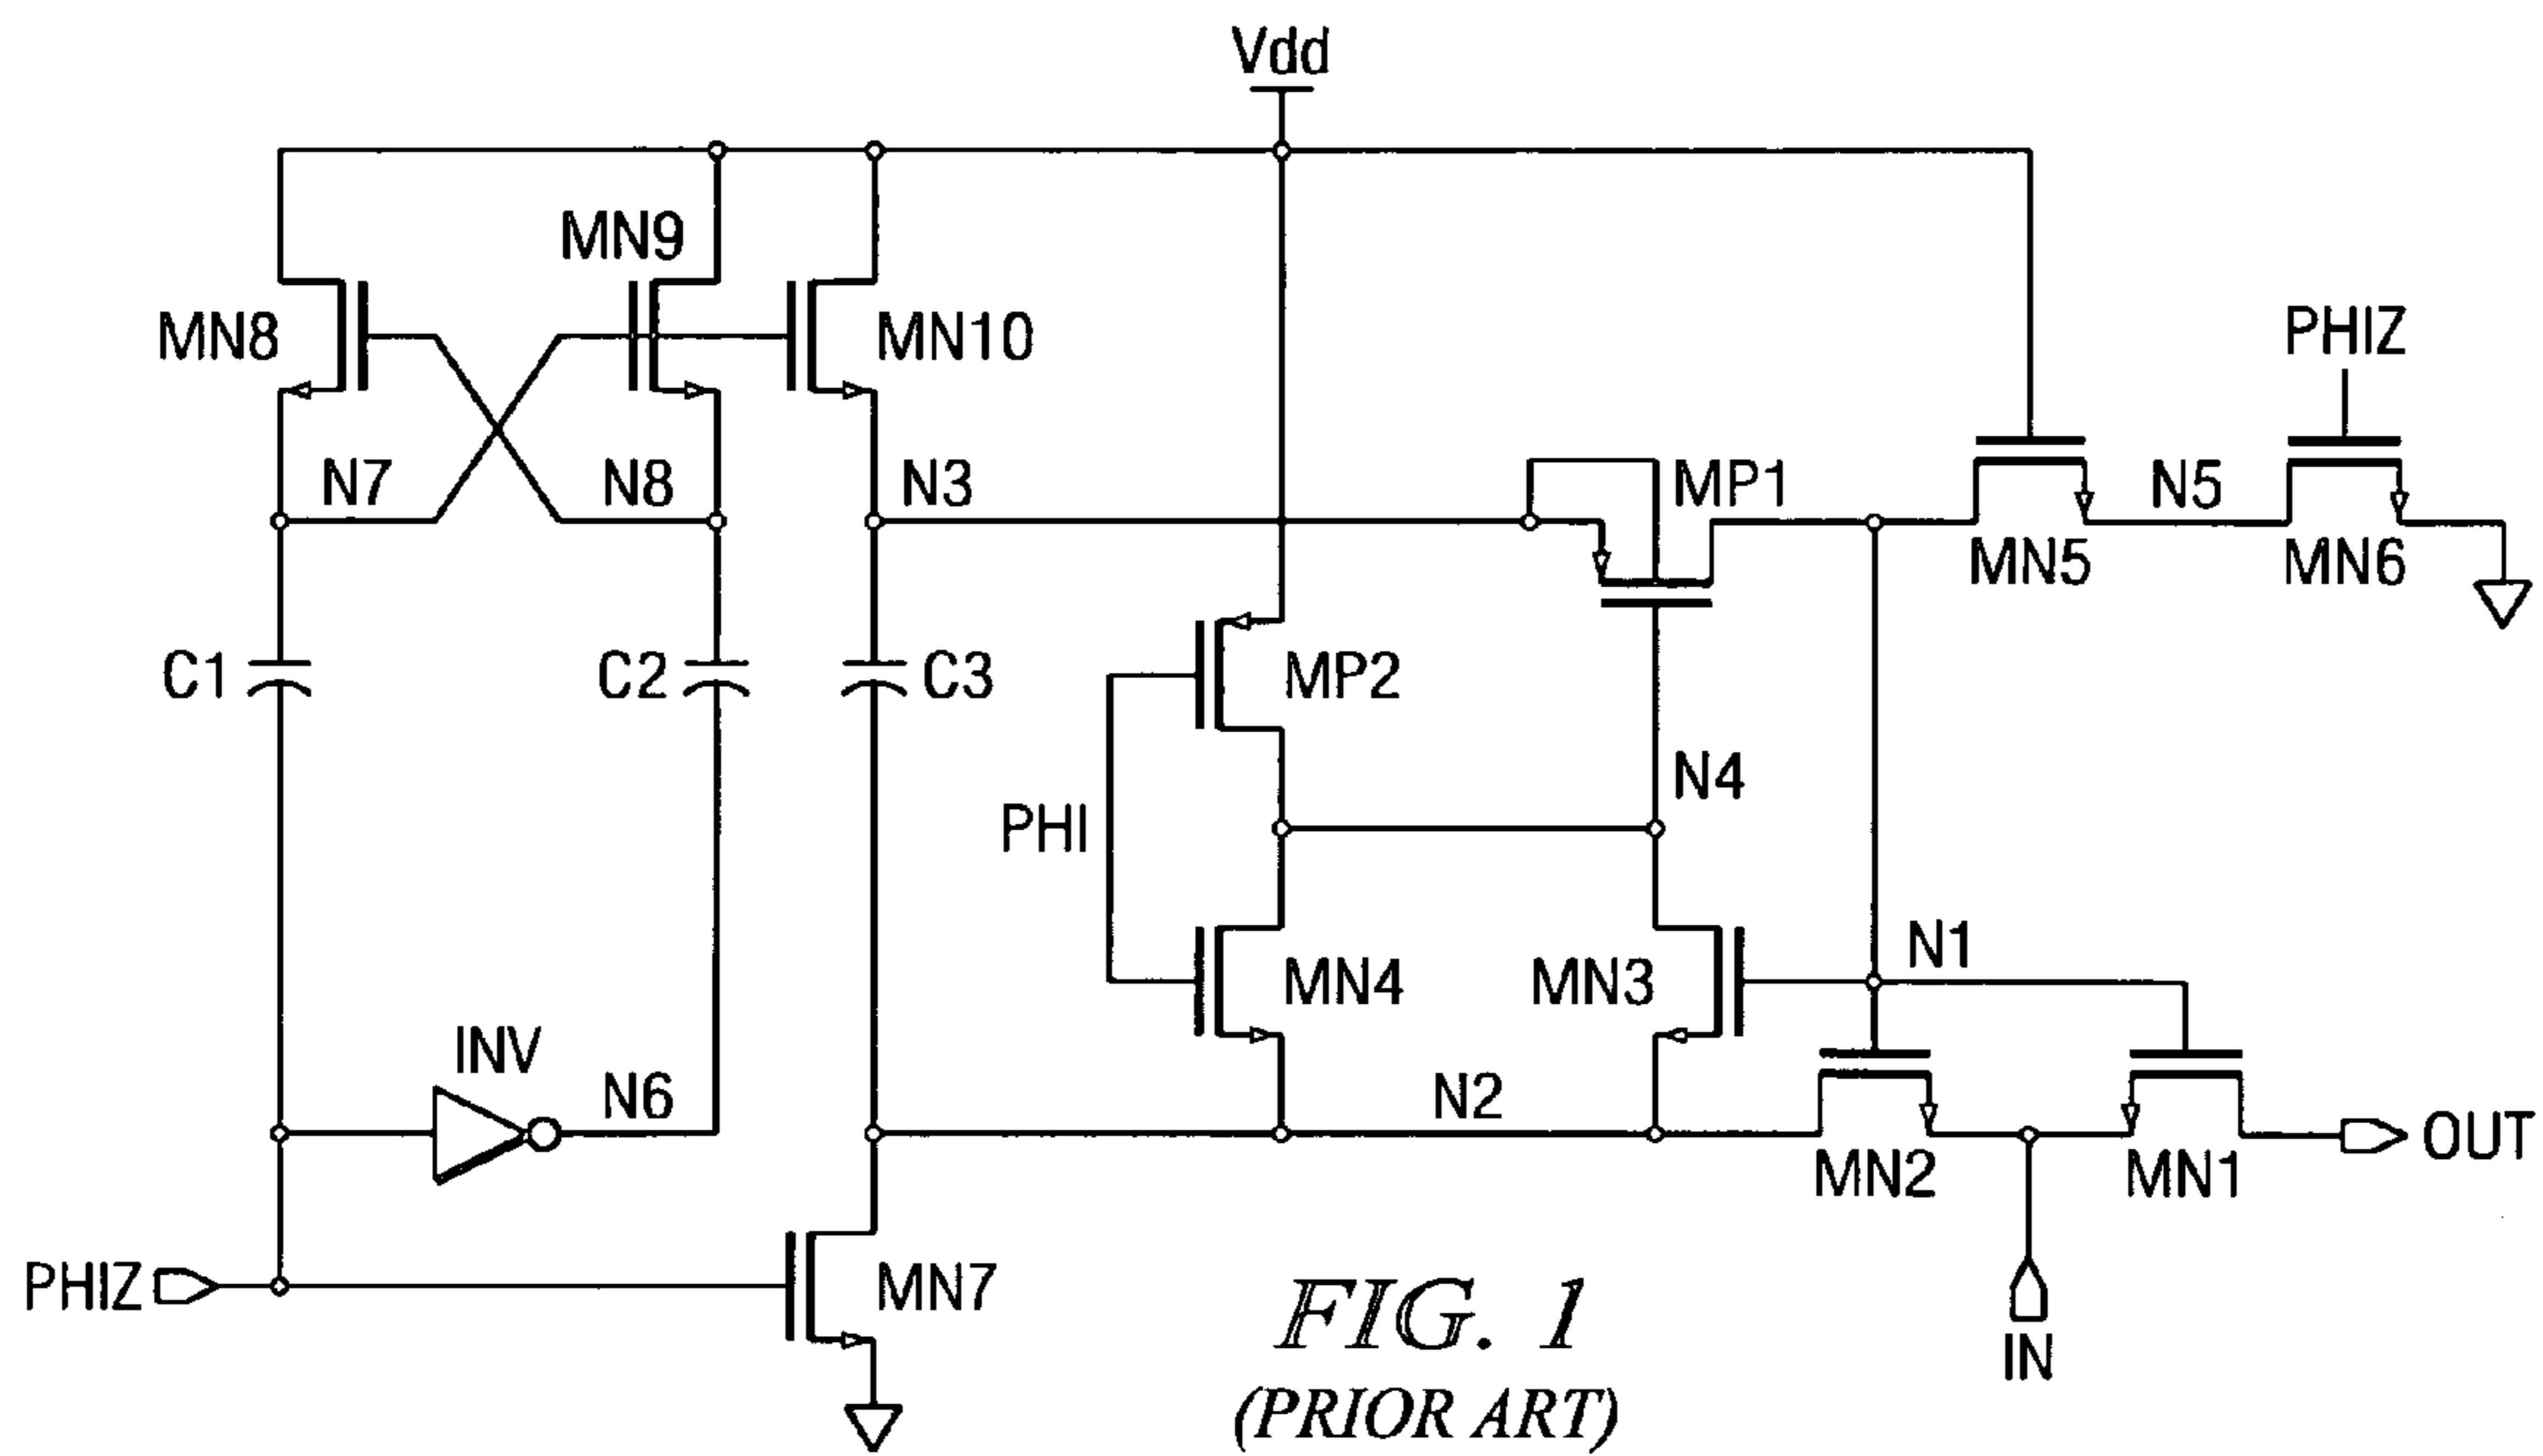 Vdd
MN9
MN8
MN10
PHIZ
N7
N8
N3
MP1
N5
MN5
MN6
C1
C2
C3
MP2
N4
PHI
N1
MN4
MN3
INV
N6
N2
OUT
MN2
MN1
PHIZ
MN7
IN
FIG. 1
(PRIOR ART)